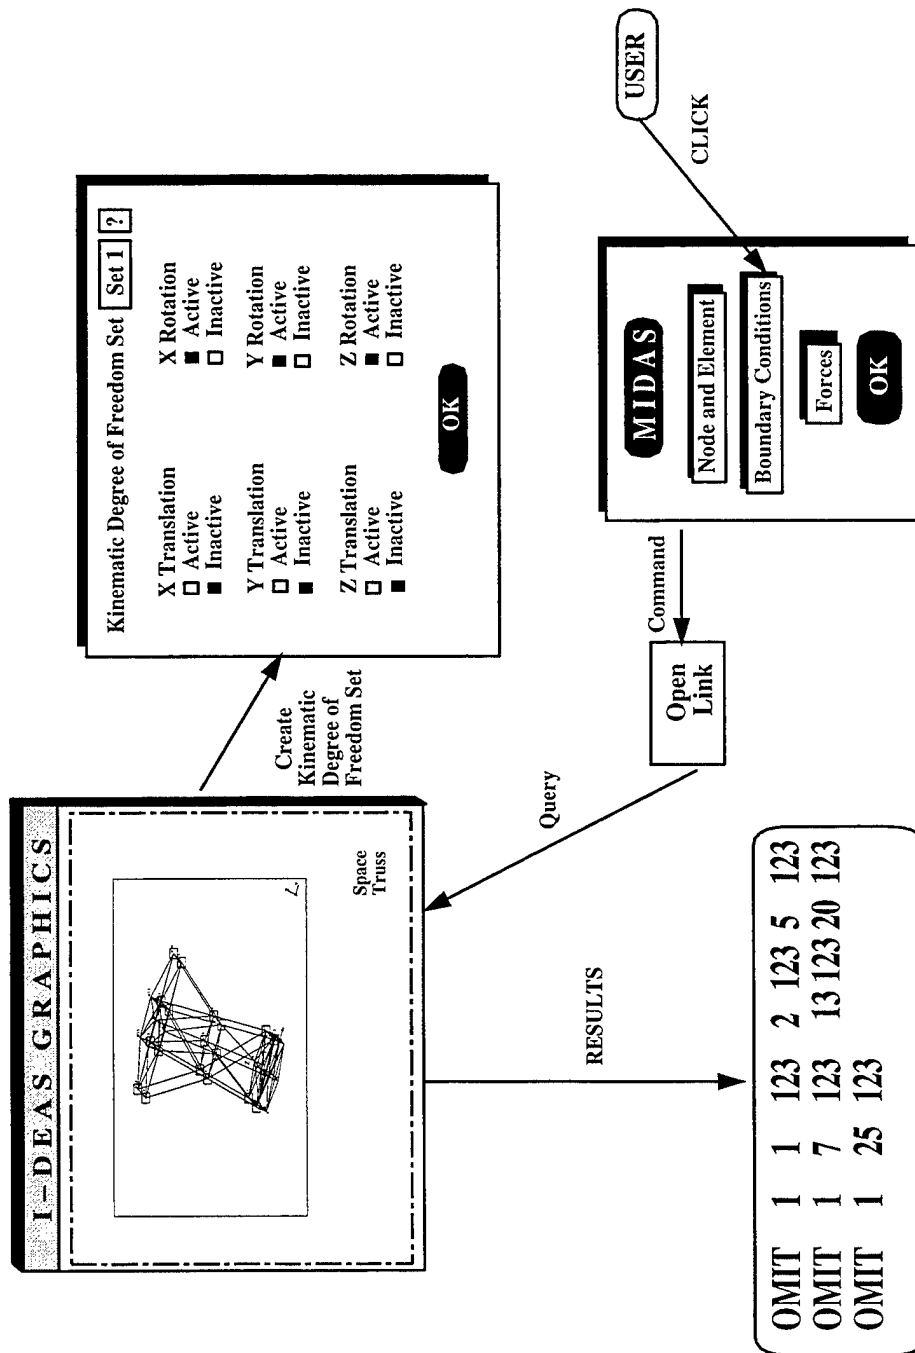 I-DEAS GRAPHICS
Space
Truss
Create
Kinematic
Degree of
Freedom Set
Kinematic Degree of Freedom Set Set 1 ?
X Translation
Active
Inactive
X Rotation
Active
Inactive
Y Translation
Active
Inactive
Y Rotation
Active
Inactive
Z Translation
Active
Inactive
Z Rotation
Active
Inactive
OK
RESULTS
Query
Open
Link
Command
MIDAS
Node and Element
Boundary Conditions
Forces
OK
CLICK
USER
OMIT 1 1 123 2 123 5 123
OMIT 1 7 123 13 123 20 123
OMIT 1 25 123